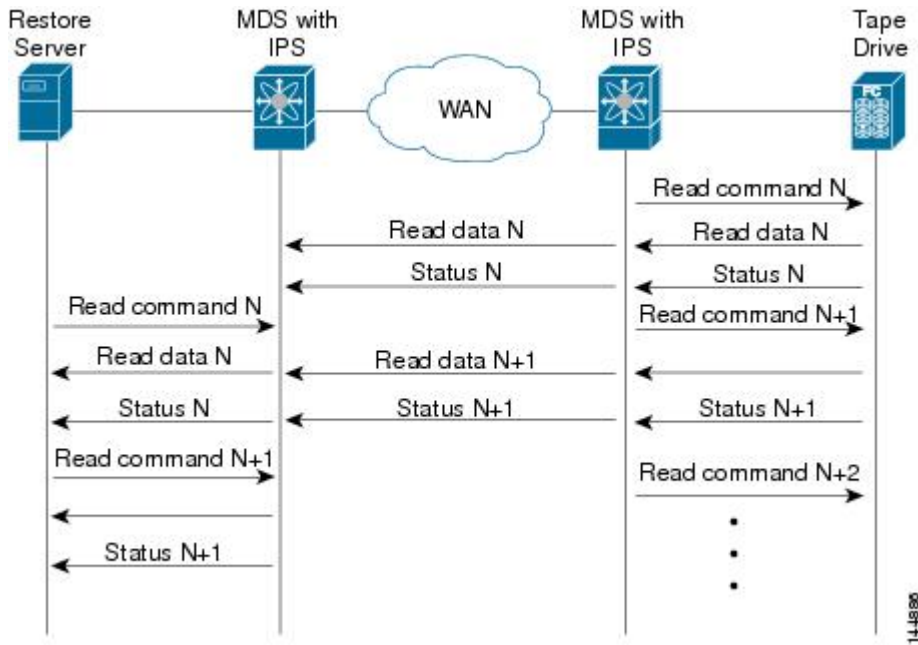 Restore
Server
MDS with
IPS
MDS with
IPS
Tape
Drive
WAN
FC
Read command N
Read data N
Read data N
Status N
Status N
Read command N
Read command N+1
Read data N
Read data N+1
Status N
Status N+1
Status N+1
Read command N+1
Read command N+2
Status N+1
144886